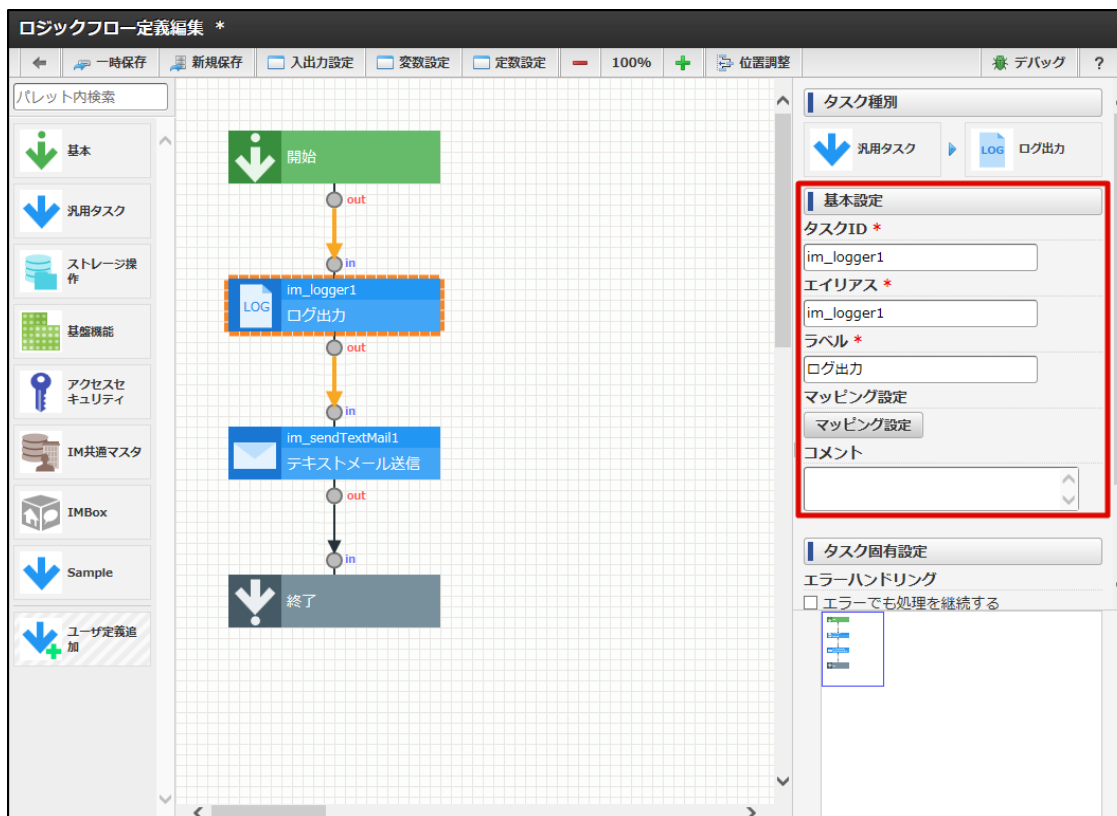 ロジックフロー定義編集 *
一時保存 新規保存 入出力設定 変数設定 定数設定 100% 位置調整 デバッグ ?
パレット内検索
基本
汎用タスク
ストレージ操
作
基盤機能
アクセスセ
キュリティ
IM共通マスタ
IMBox
Sample
ユーザ定義追
加
開始
out
in
im_logger1
LOG
ログ出力
out
in
im_sendTextMail1
テキストメール送信
out
in
終了
タスク種別
汎用タスク LOG ログ出力
基本設定
タスクID *
im_logger1
エイリアス *
im_logger1
ラベル *
ログ出力
マッピング設定
マッピング設定
コメント
タスク固有設定
エラーハンドリング
エラーでも処理を継続する